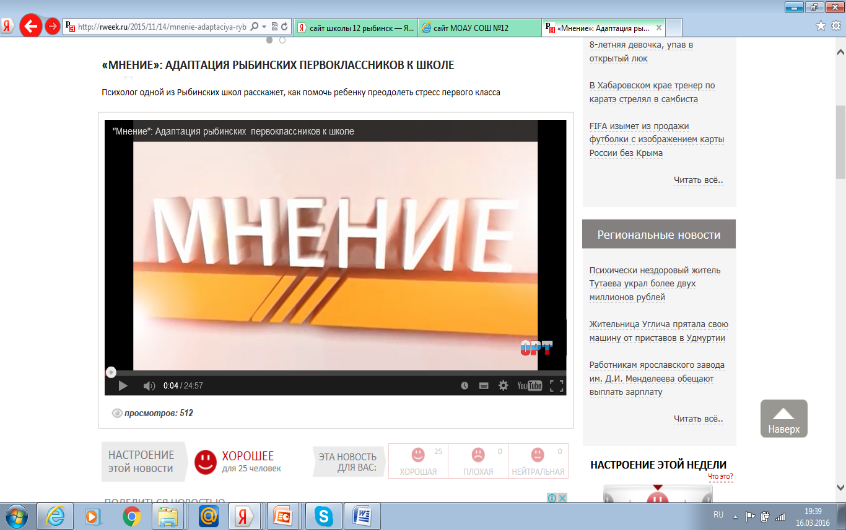 http://rweek.ru/2015/11/14/mnenie-adaptaciya-ryb
сайт школы 12 рыбинск — Я...
сайт МОАУ СОШ №12
«Мнение»: Адаптация ры...
«МНЕНИЕ»: АДАПТАЦИЯ РЫБИНСКИХ ПЕРВОКЛАССНИКОВ К ШКОЛЕ
Психолог одной из Рыбинских школ расскажет, как помочь ребенку преодолеть стресс первого класса
"Мнение": Адаптация рыбинских первоклассников к школе
МНЕНИЕ
ОРТ
0:04 / 24:57
YouTube
просмотров: 512
НАСТРОЕНИЕ
этой новости
ХОРОШЕЕ
для 25 человек
ЭТА НОВОСТЬ
ДЛЯ ВАС:
25
ХОРОШАЯ
0
ПЛОХАЯ
0
НЕЙТРАЛЬНАЯ
ПОДЕЛИТЬСЯ НОВОСТЬЮ
8-летняя девочка, упав в
открытый люк
В Хабаровском крае тренер по
каратэ стрелял в самбиста
FIFA изымет из продажи
футболки с изображением карты
России без Крыма
Читать всё..
Региональные новости
Психически нездоровый житель
Тутаева украл более двух
миллионов рублей
Жительница Углича прятала свою
машину от приставов в Удмуртии
Работникам ярославского завода
им. Д.И. Менделеева обещают
выплать зарплату
Читать всё..
Наверх
НАСТРОЕНИЕ ЭТОЙ НЕДЕЛИ
Что это?
RU
19:39
16.03.2016